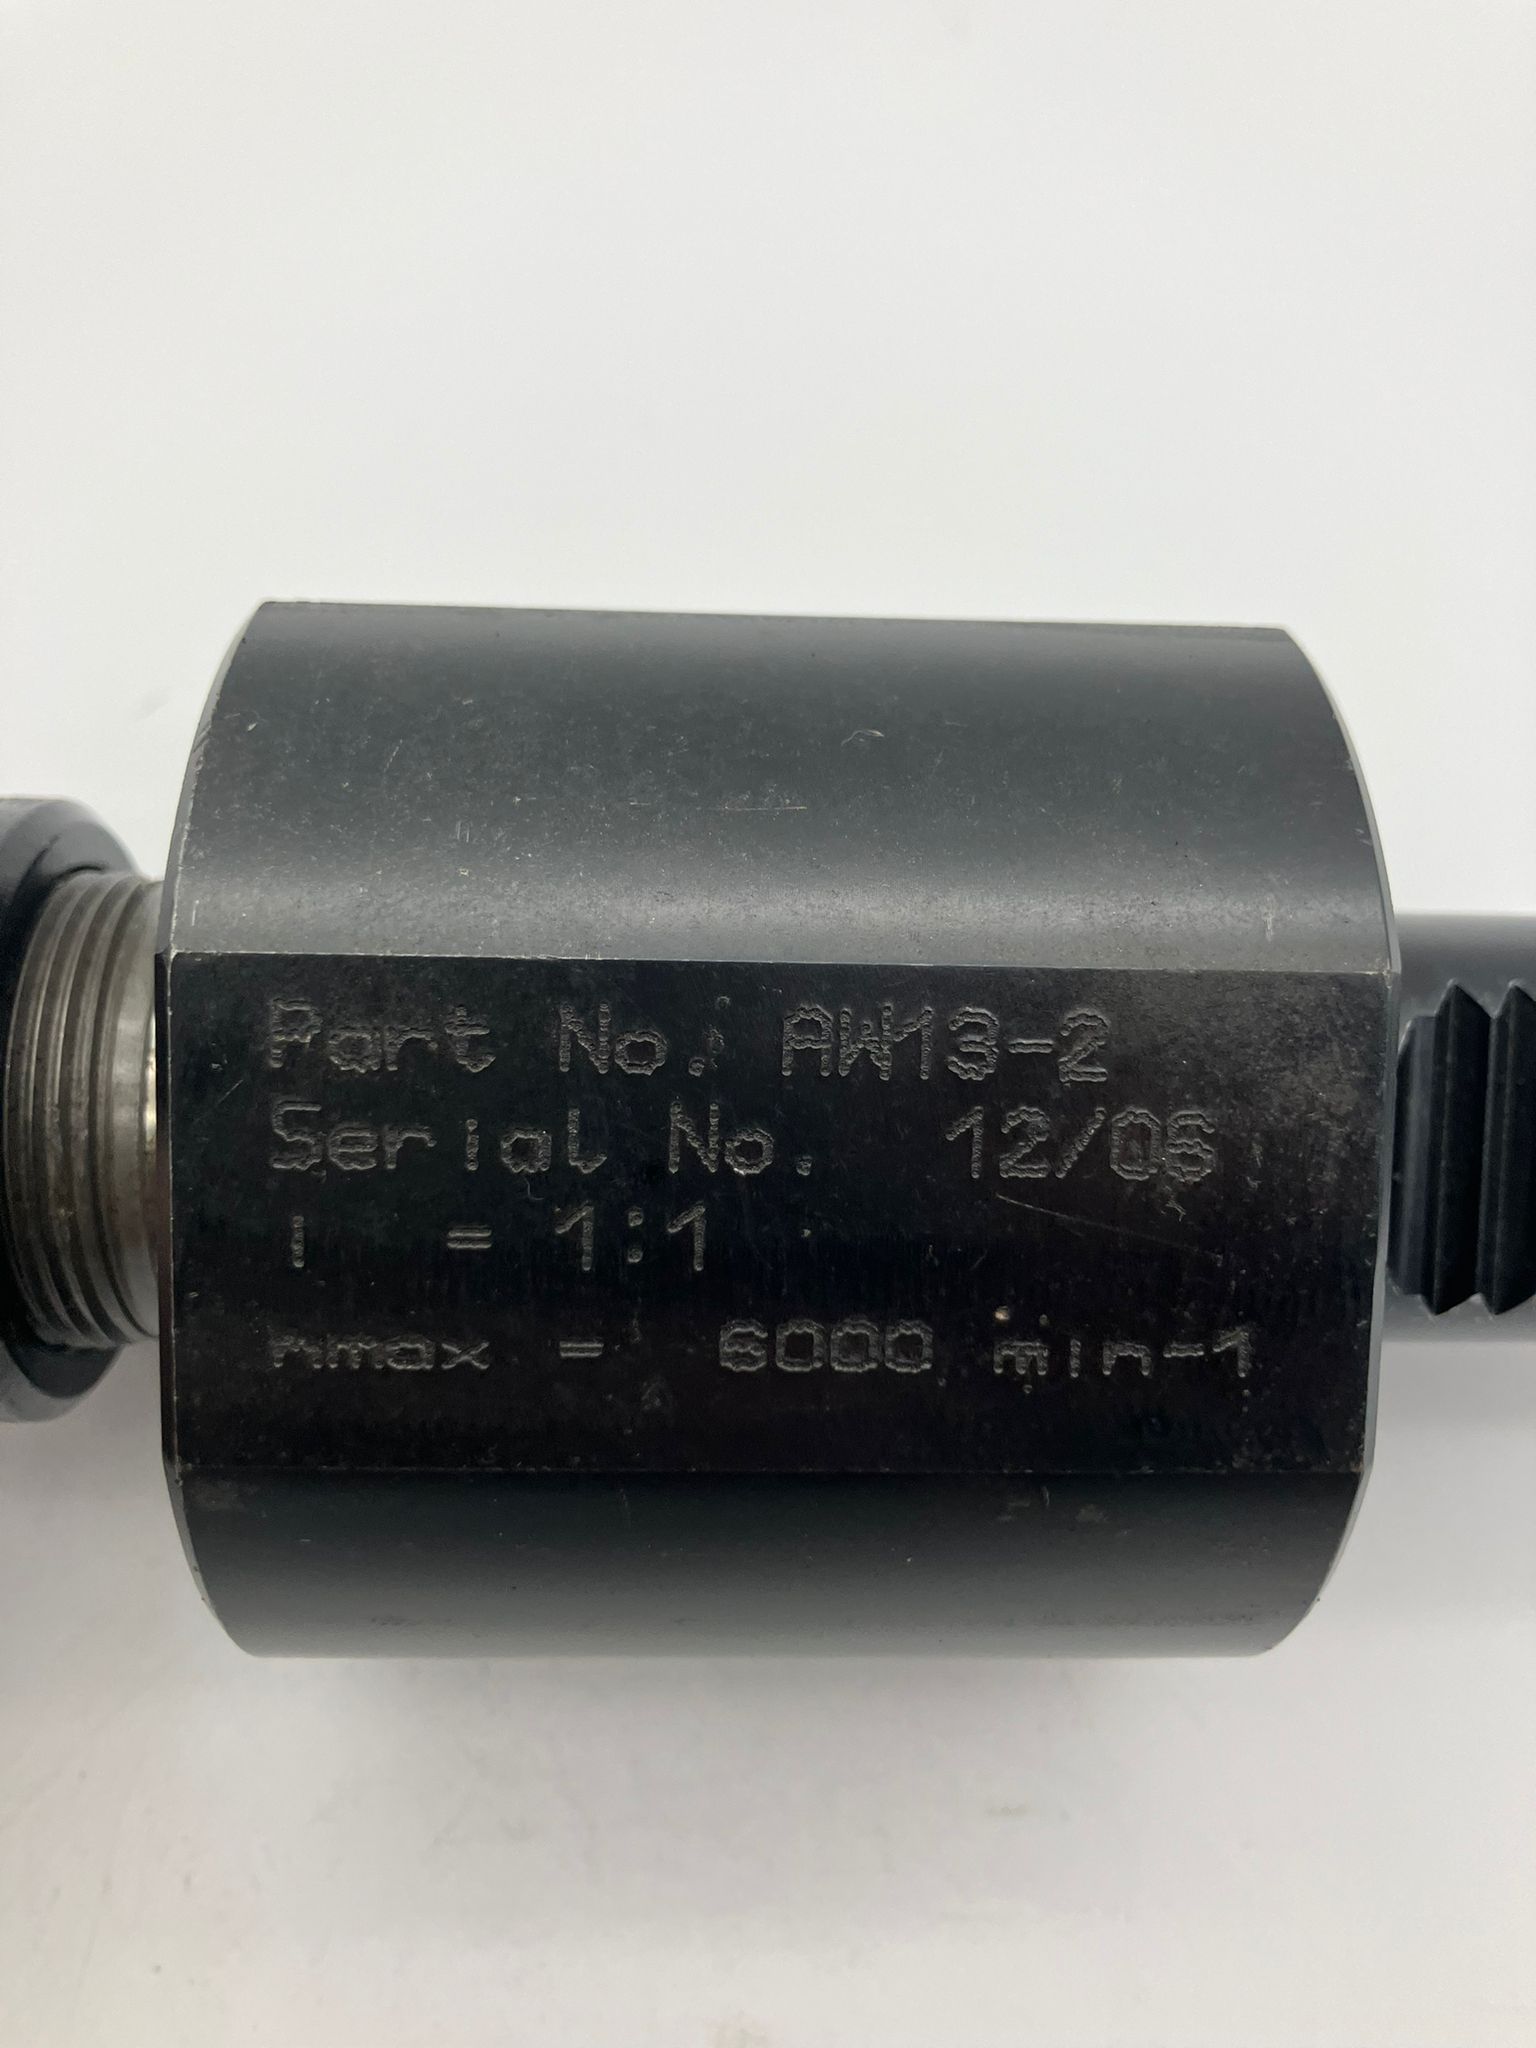 Part No.: AW13-2
Serial No. 12/06
i = 1:1
nmax = 6000 min-1